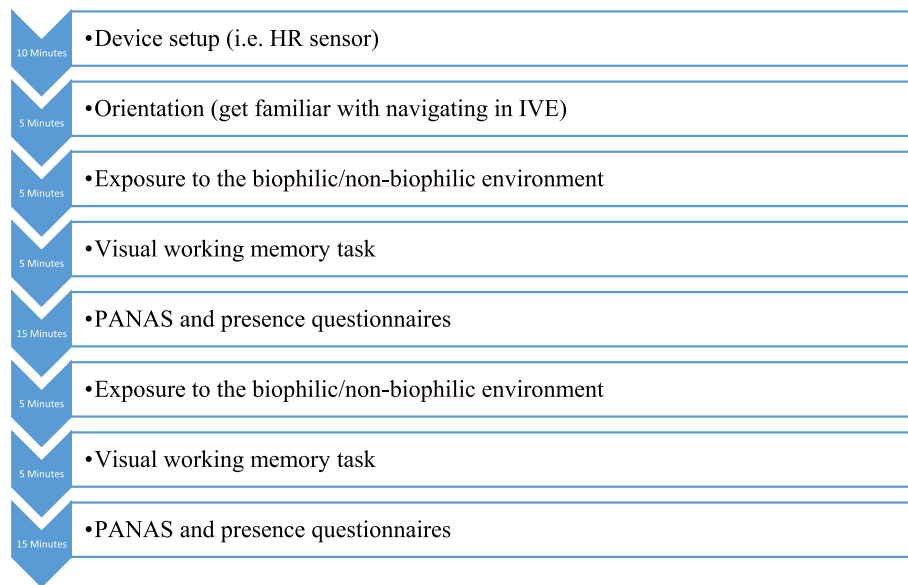 10 Minutes
•Device setup (i.e. HR sensor)
5 Minutes
•Orientation (get familiar with navigating in IVE)
5 Minutes
•Exposure to the biophilic/non-biophilic environment
5 Minutes
•Visual working memory task
15 Minutes
•PANAS and presence questionnaires
5 Minutes
•Exposure to the biophilic/non-biophilic environment
5 Minutes
•Visual working memory task
15 Minutes
•PANAS and presence questionnaires